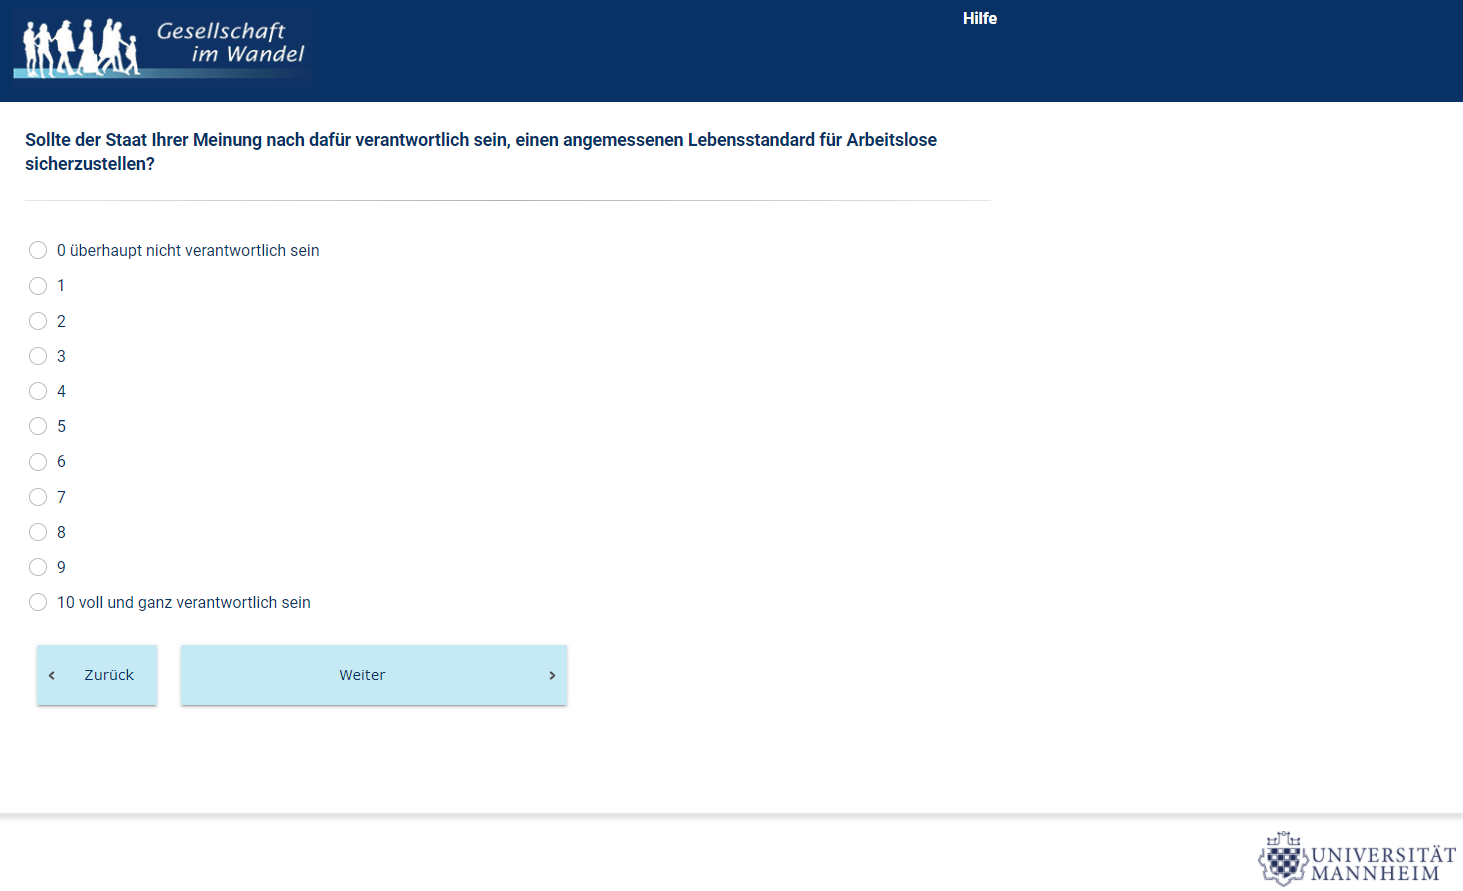 Gesellschaft
im Wandel
Hilfe
Sollte der Staat Ihrer Meinung nach dafür verantwortlich sein, einen angemessenen Lebensstandard für Arbeitslose
sicherzustellen?
0 überhaupt nicht verantwortlich sein
1
2
3
4
5
6
7
8
9
10 voll und ganz verantwortlich sein
‹ Zurück
Weiter ›
UNIVERSITÄT
MANNHEIM